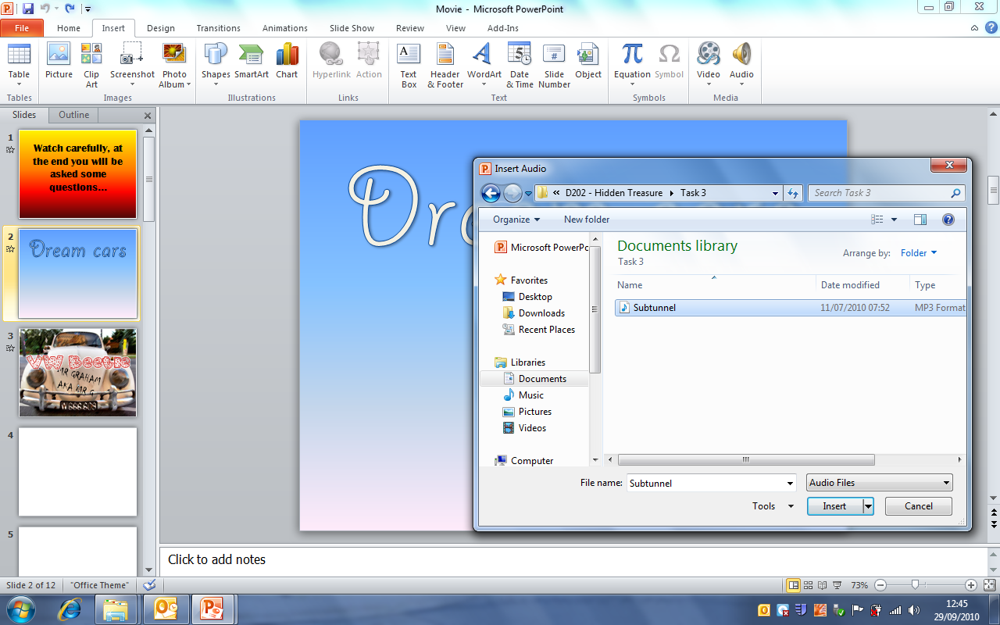 Movie - Microsoft PowerPoint
File Home Insert Design Transitions Animations Slide Show Review View Add-Ins
Table Picture Clip Art Screenshot Photo Album Shapes SmartArt Chart Hyperlink Action Text Box Header & Footer WordArt Date & Time Slide Number Object Equation Symbol Video Audio
Tables Images Illustrations Links Text Symbols Media
Slides Outline
1
Watch carefully, at
the end you will be
asked some
questions...
2
Dream cars
3
VW Beetle
MR GRAHAM
AKA MR G
4
5
Insert Audio
« D202 - Hidden Treasure Task 3
Search Task 3
Organize New folder
Microsoft PowerPc
Favorites
Desktop
Downloads
Recent Places
Libraries
Documents
Music
Pictures
Videos
Computer
Documents library
Task 3
Arrange by: Folder
Name Date modified Type
Subtunnel 11/07/2010 07:52 MP3 Format
File name: Subtunnel Audio Files
Tools Insert Cancel
Click to add notes
Slide 2 of 12 "Office Theme" 73%
12:45
29/09/2010